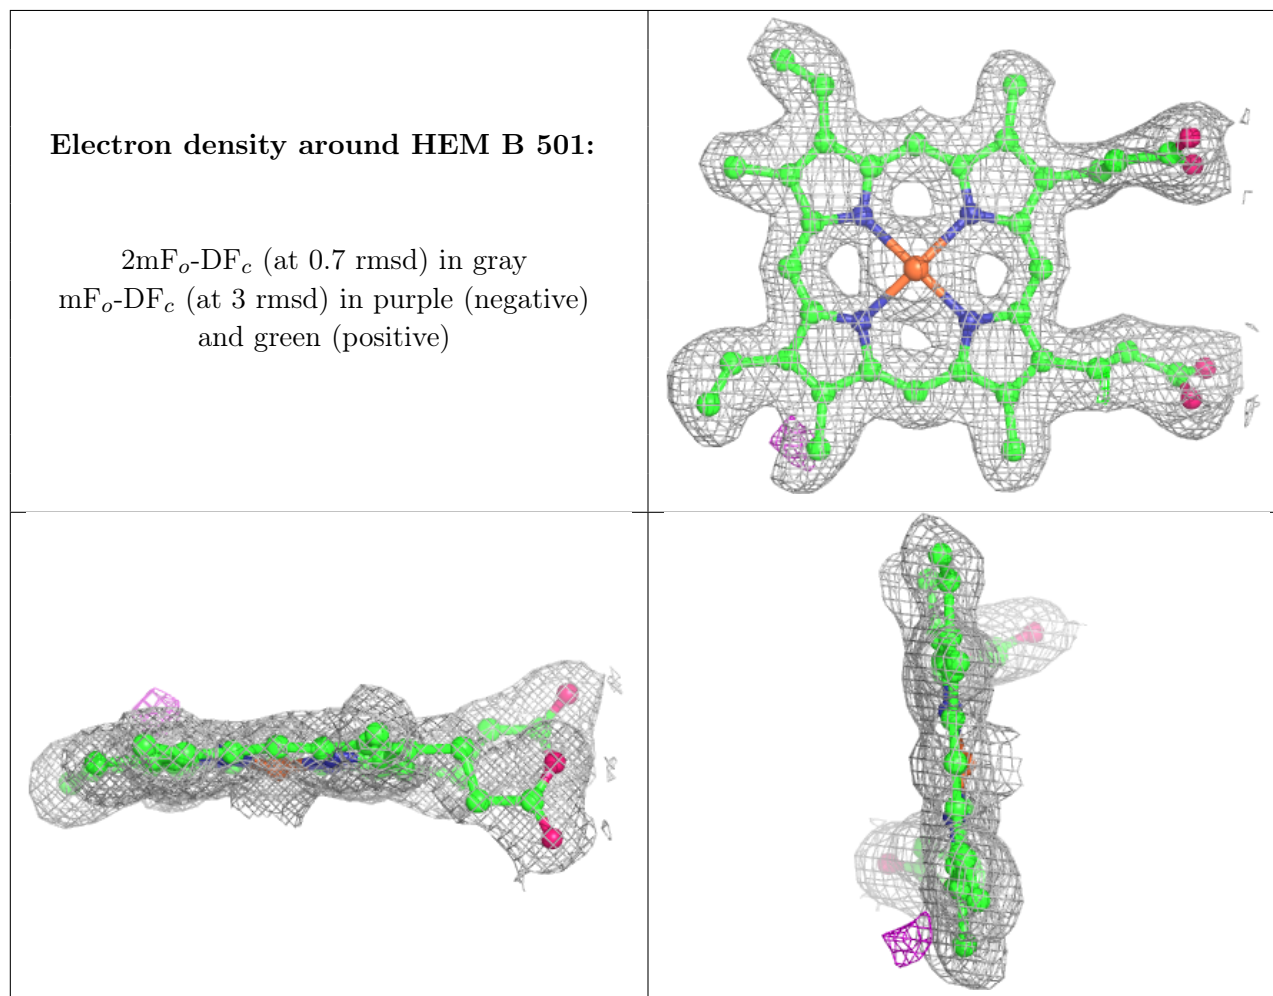 Electron density around HEM B 501:
2mFo-DFc (at 0.7 rmsd) in gray
mFo-DFc (at 3 rmsd) in purple (negative)
and green (positive)